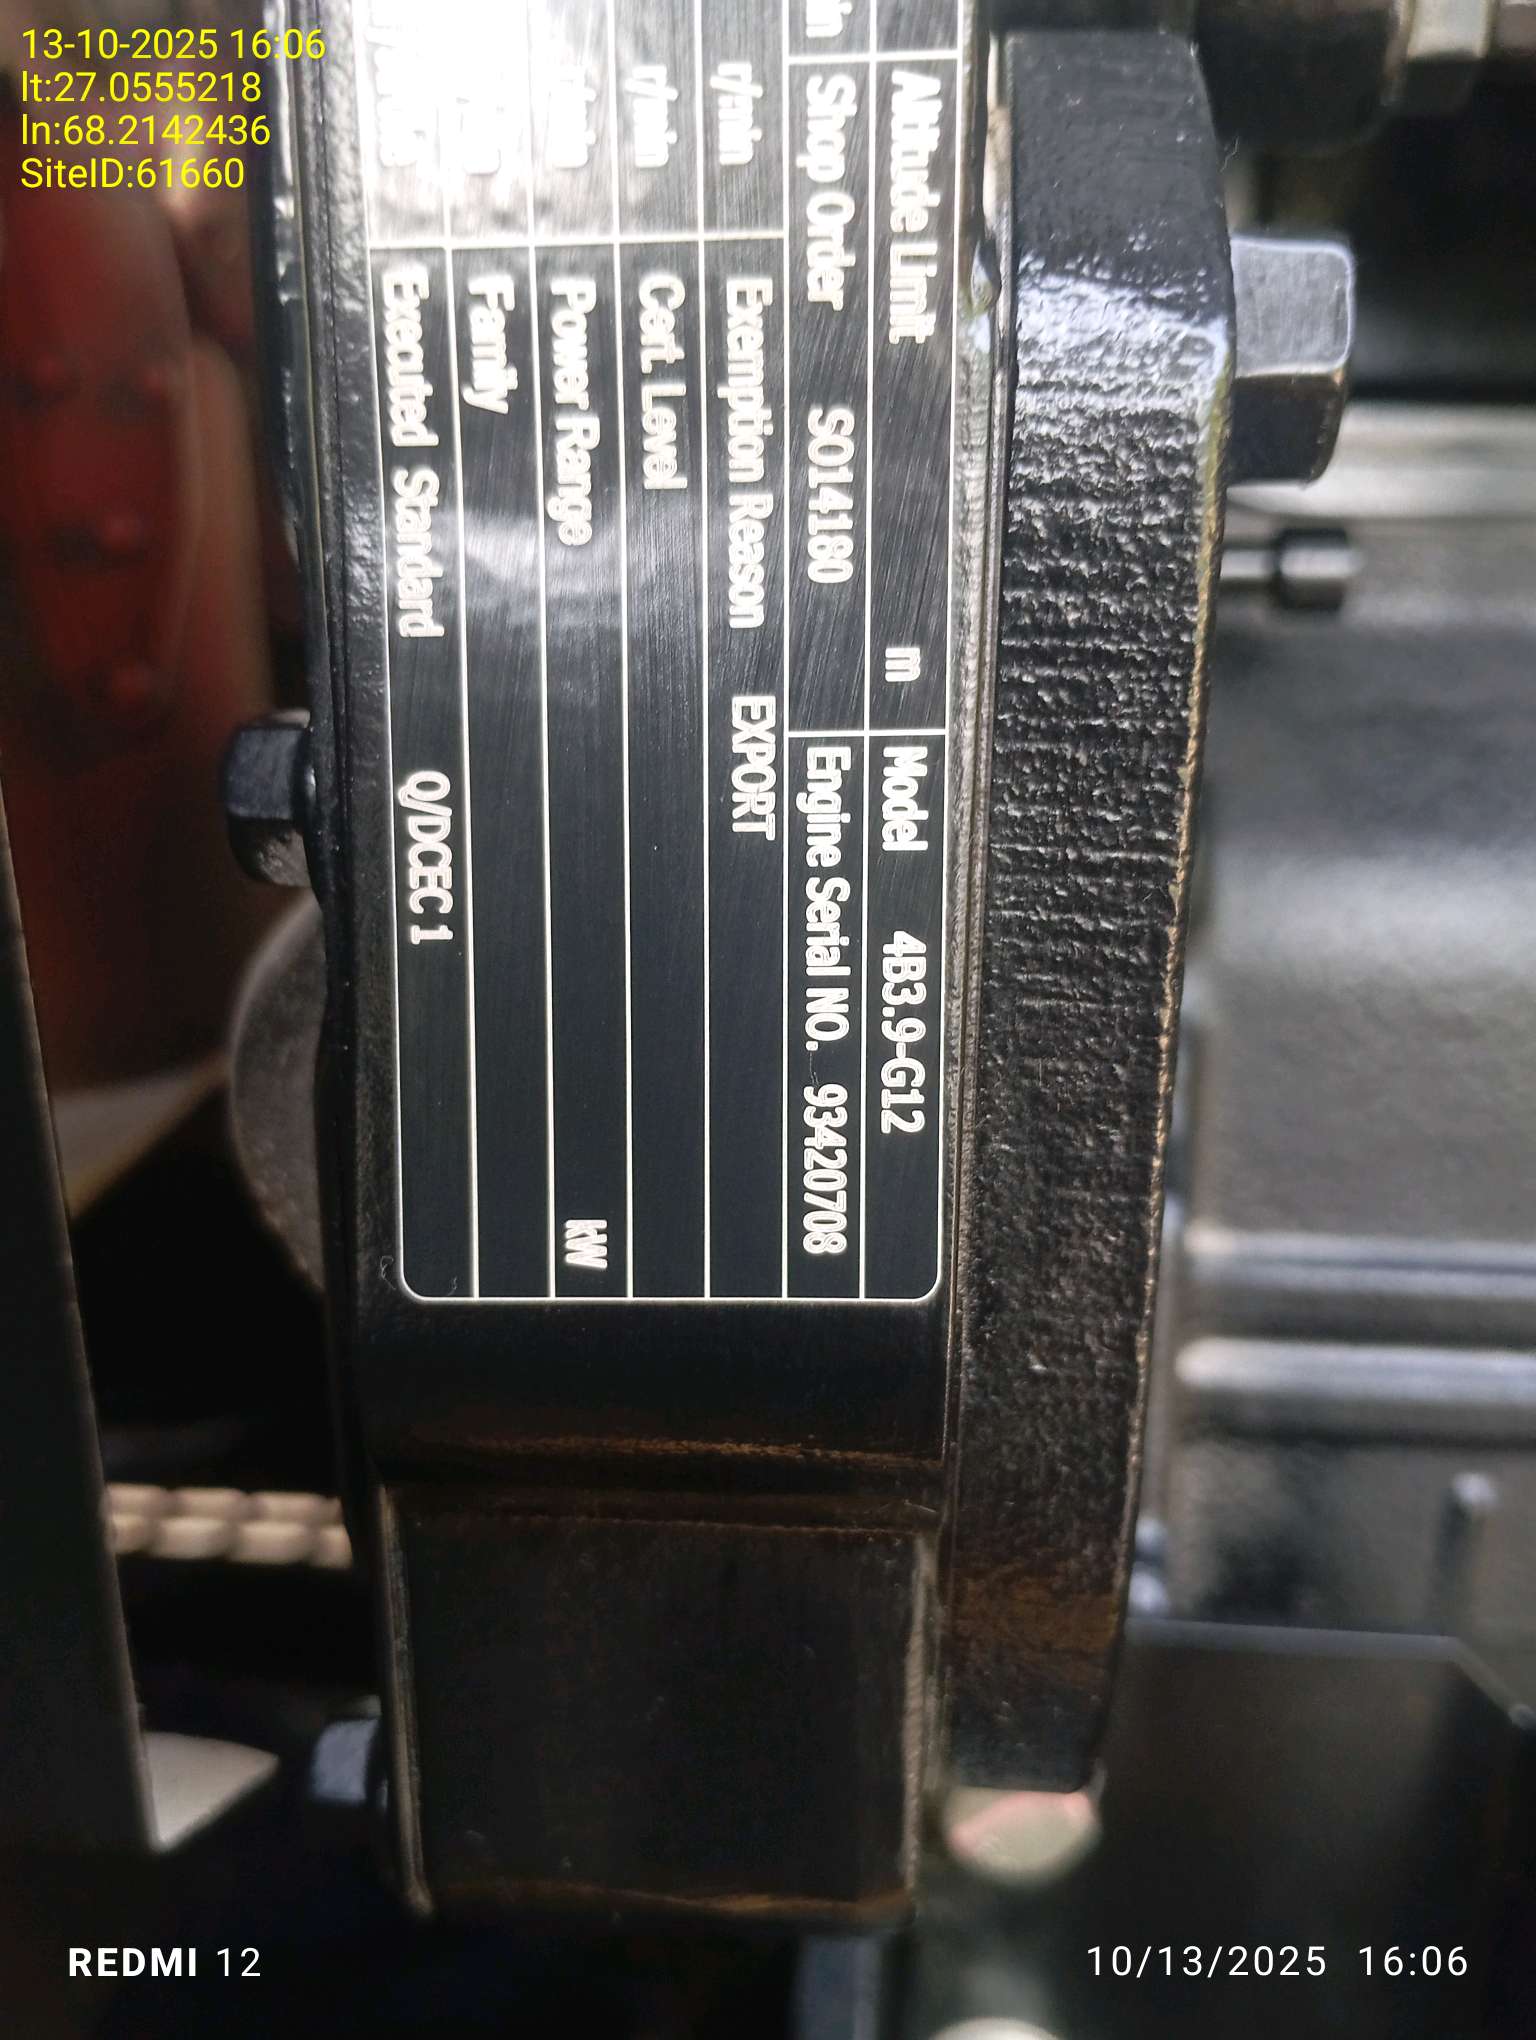 13-10-2025 16:06
lt:27.0555218
ln:68.2142436
SiteID:61660
Altitude Limit m Model 4B3.9-G12
in Shop Order SO14180 Engine Serial NO. 93420708
r/min Exemption Reason EXPORT
r/min Cert. Level
Power Range kW
Family
Executed Standard Q/DCEC 1
REDMI 12
10/13/2025 16:06